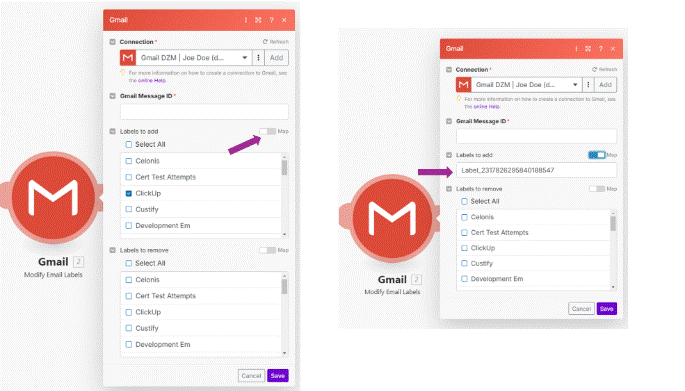 Gmail
Connection *
Refresh
Gmail DZM | Joe Doe (d...
Add
For more information on how to create a connection to Gmail, see
the online Help.
Gmail Message ID *
Labels to add
Map
Select All
Celonis
Cert Test Attempts
ClickUp
Custify
Development Em
Labels to remove
Map
Select All
Celonis
Cert Test Attempts
ClickUp
Custify
Development Em
Cancel
Save
Gmail 2
Modify Email Labels
Gmail
Connection *
Refresh
Gmail DZM | Joe Doe (d...
Add
For more information on how to create a connection to Gmail, see
the online Help.
Gmail Message ID *
Labels to add
Map
Label_2317826295840188547
Labels to remove
Map
Select All
Celonis
Cert Test Attempts
ClickUp
Custify
Development Em
Cancel
Save
Gmail 2
Modify Email Labels